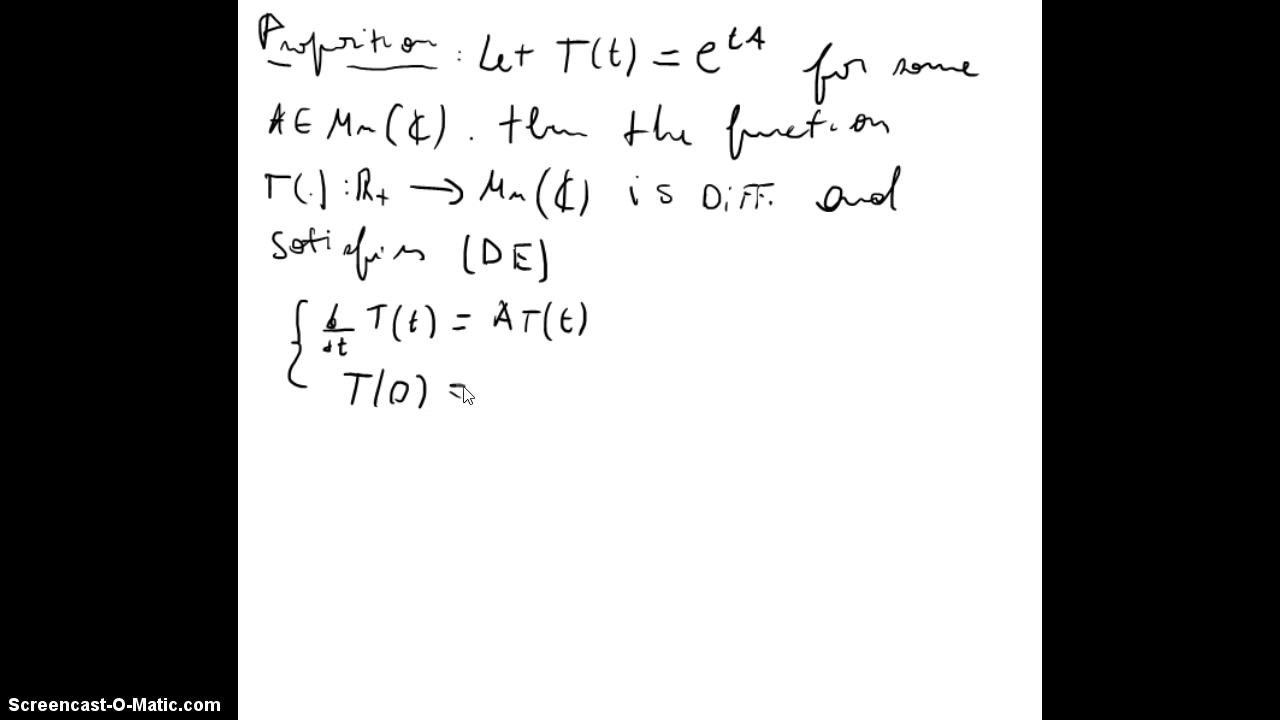 Proposition : Let T(t) = e^{tA} for some
A ∈ Mn(ℂ). then the function
T(.) : ℝ+ → Mn(ℂ) is Diff. and
Satisfies (DE)
{ d/dt T(t) = A T(t)
T(0) =
Screencast-O-Matic.com